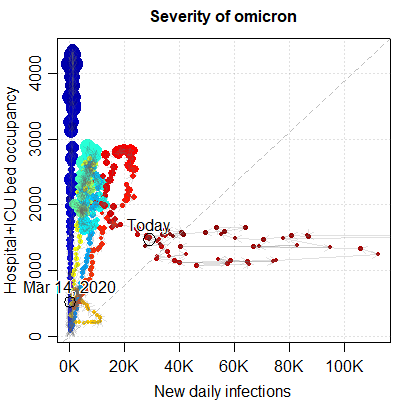 Severity of omicron
Hospital+ICU bed occupancy
4000
3000
2000
1000
0
Today
Mar 14, 2020
0K 20K 40K 60K 80K 100K
New daily infections